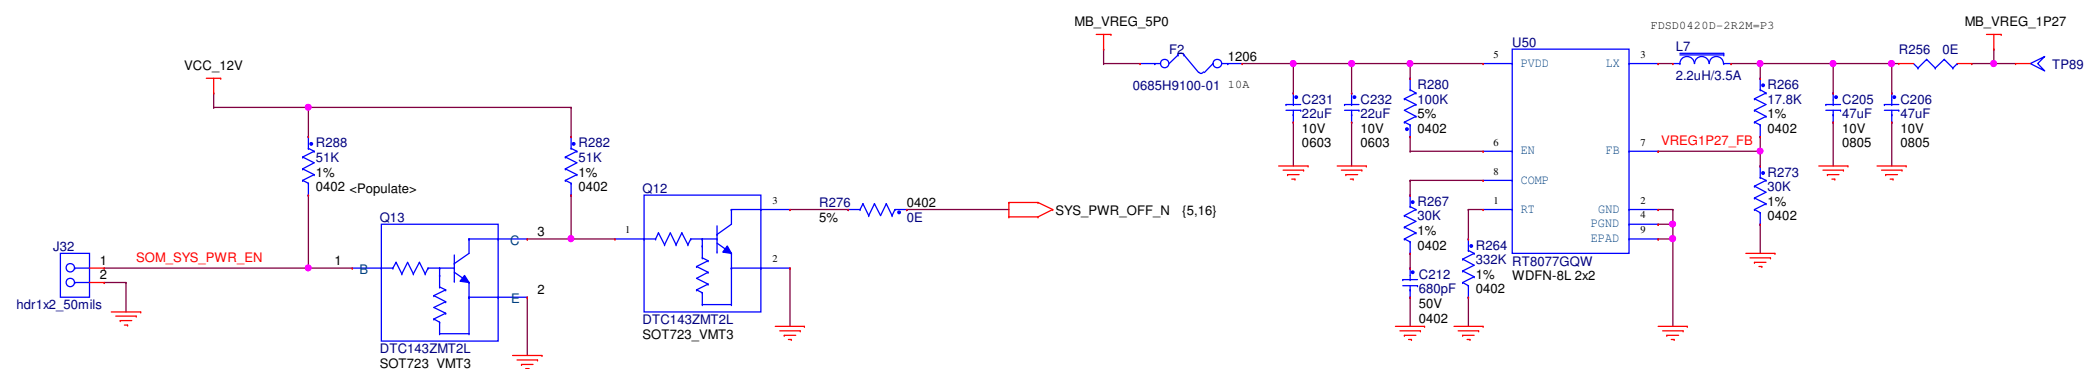 VCC_12V
R288
51K
1%
0402
<Populate>
R282
51K
1%
0402
J32
1
2
hdr1x2_50mils
SOM_SYS_PWR_EN
Q13
1
B
C
3
E
2
DTC143ZMT2L
SOT723_VMT3
Q12
1
3
2
DTC143ZMT2L
SOT723_VMT3
R276
5%
0402
0E
SYS_PWR_OFF_N {5,16}
MB_VREG_5P0
F2
1206
0685H9100-01 10A
C231
22uF
10V
0603
C232
22uF
10V
0603
R280
100K
5%
0402
R267
30K
1%
0402
C212
680pF
50V
0402
R264
332K
1%
0402
U50
5 PVDD LX 3
6 EN FB 7
8 COMP
1 RT GND 2
PGND 4
EPAD 9
RT8077GQW
WDFN-8L 2x2
FDSD0420D-2R2M=P3
L7
2.2uH/3.5A
VREG1P27_FB
R266
17.8K
1%
0402
R273
30K
1%
0402
C205
47uF
10V
0805
C206
47uF
10V
0805
R256 0E
MB_VREG_1P27
TP89